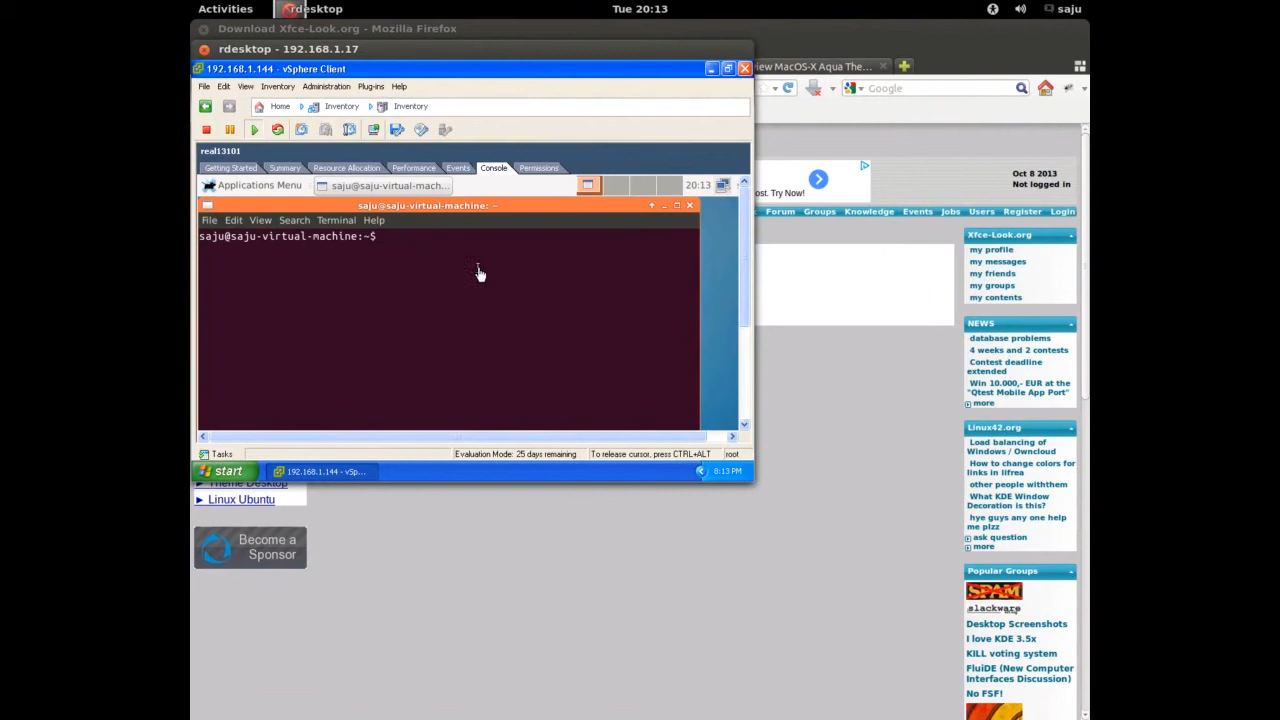 Activities
rdesktop
Tue 20:13
saju
Download Xfce-Look.org - Mozilla Firefox
rdesktop - 192.168.1.17
192.168.1.144 - vSphere Client
File Edit View Inventory Administration Plug-ins Help
Home Inventory Inventory
real13101
Getting Started Summary Resource Allocation Performance Events Console Permissions
Applications Menu saju@saju-virtual-mach... 20:13
saju@saju-virtual-machine: ~
File Edit View Search Terminal Help
saju@saju-virtual-machine:~$
Tasks Evaluation Mode: 25 days remaining To release cursor, press CTRL+ALT root
start 192.168.1.144 - vSp... 8:13 PM
view MacOS-X Aqua The...
Google
ost. Try Now!
Oct 8 2013
Not logged in
Forum Groups Knowledge Events Jobs Users Register Login
Xfce-Look.org
my profile
my messages
my friends
my groups
my contents
NEWS
database problems
4 weeks and 2 contests
Contest deadline
extended
Win 10.000,- EUR at the
"Qtest Mobile App Port"
more
Linux42.org
Load balancing of
Windows / Owncloud
How to change colors for
links in lifrea
other people withthem
What KDE Window
Decoration is this?
hye guys any one help
me plzz
ask question
more
Popular Groups
SPAM
slackware
Desktop Screenshots
I love KDE 3.5x
KILL voting system
FluiDE (New Computer
Interfaces Discussion)
No FSF!
Theme Desktop
Linux Ubuntu
Become a
Sponsor